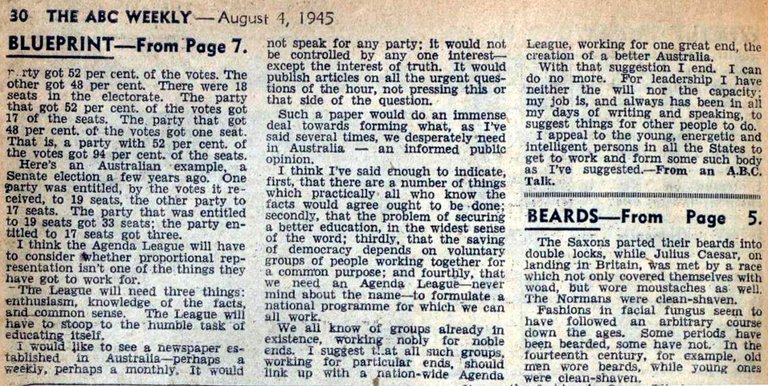 30 THE ABC WEEKLY—August 4, 1945
BLUEPRINT—From Page 7.
rty got 52 per cent. of the votes. The
other got 48 per cent. There were 18
seats in the electorate. The party
that got 52 per cent. of the votes got
17 of the seats. The party that got
48 per cent. of the votes got one seat.
That is, a party with 52 per cent. of
the votes got 94 per cent. of the seats.
Here's an Australian example, a
Senate election a few years ago. One
party was entitled, by the votes it re-
ceived, to 19 seats, the other party to
17 seats. The party that was entitled
to 19 seats got 33 seats; the party en-
titled to 17 seats got three.
I think the Agenda League will have
to consider whether proportional rep-
resentation isn't one of the things they
have got to work for.
The League will need three things:
enthusiasm, knowledge of the facts,
and common sense. The League will
have to stoop to the humble task of
educating itself.
I would like to see a newspaper es-
tablished in Australia—perhaps a
weekly, perhaps a monthly. It would
not speak for any party; it would not
be controlled by any one interest—
except the interest of truth. It would
publish articles on all the urgent ques-
tions of the hour, not pressing this or
that side of the question.
Such a paper would do an immense
deal towards forming what, as I've
said several times, we desperately need
in Australia — an informed public
opinion.
I think I've said enough to indicate,
first, that there are a number of things
which practically all who know the
facts would agree ought to be done;
secondly, that the problem of securing
a better education, in the widest sense
of the word; thirdly, that the saving
of democracy depends on voluntary
groups of people working together for
a common purpose; and fourthly, that
we need an Agenda League—never
mind about the name—to formulate a
national programme for which we can
all work.
We all know of groups already in
existence, working nobly for noble
ends. I suggest that all such groups,
working for particular ends, should
link up with a nation-wide Agenda
League, working for one great end, the
creation of a better Australia.
With that suggestion I end. I can
do no more. For leadership I have
neither the will nor the capacity;
my job is, and always has been in all
my days of writing and speaking, to
suggest things for other people to do.
I appeal to the young, energetic and
intelligent persons in all the States to
get to work and form some such body
as I've suggested.—From an A.B.C.
Talk.
BEARDS—From Page 5.
The Saxons parted their beards into
double locks, while Julius Caesar, on
landing in Britain, was met by a race
which not only covered themselves with
woad, but wore moustaches as well.
The Normans were clean-shaven.
Fashions in facial fungus seem to
have followed an arbitrary course
down the ages. Some periods have
been bearded, some have not. In the
fourteenth century, for example, old
men wore beards, while young ones
were clean-shaven.